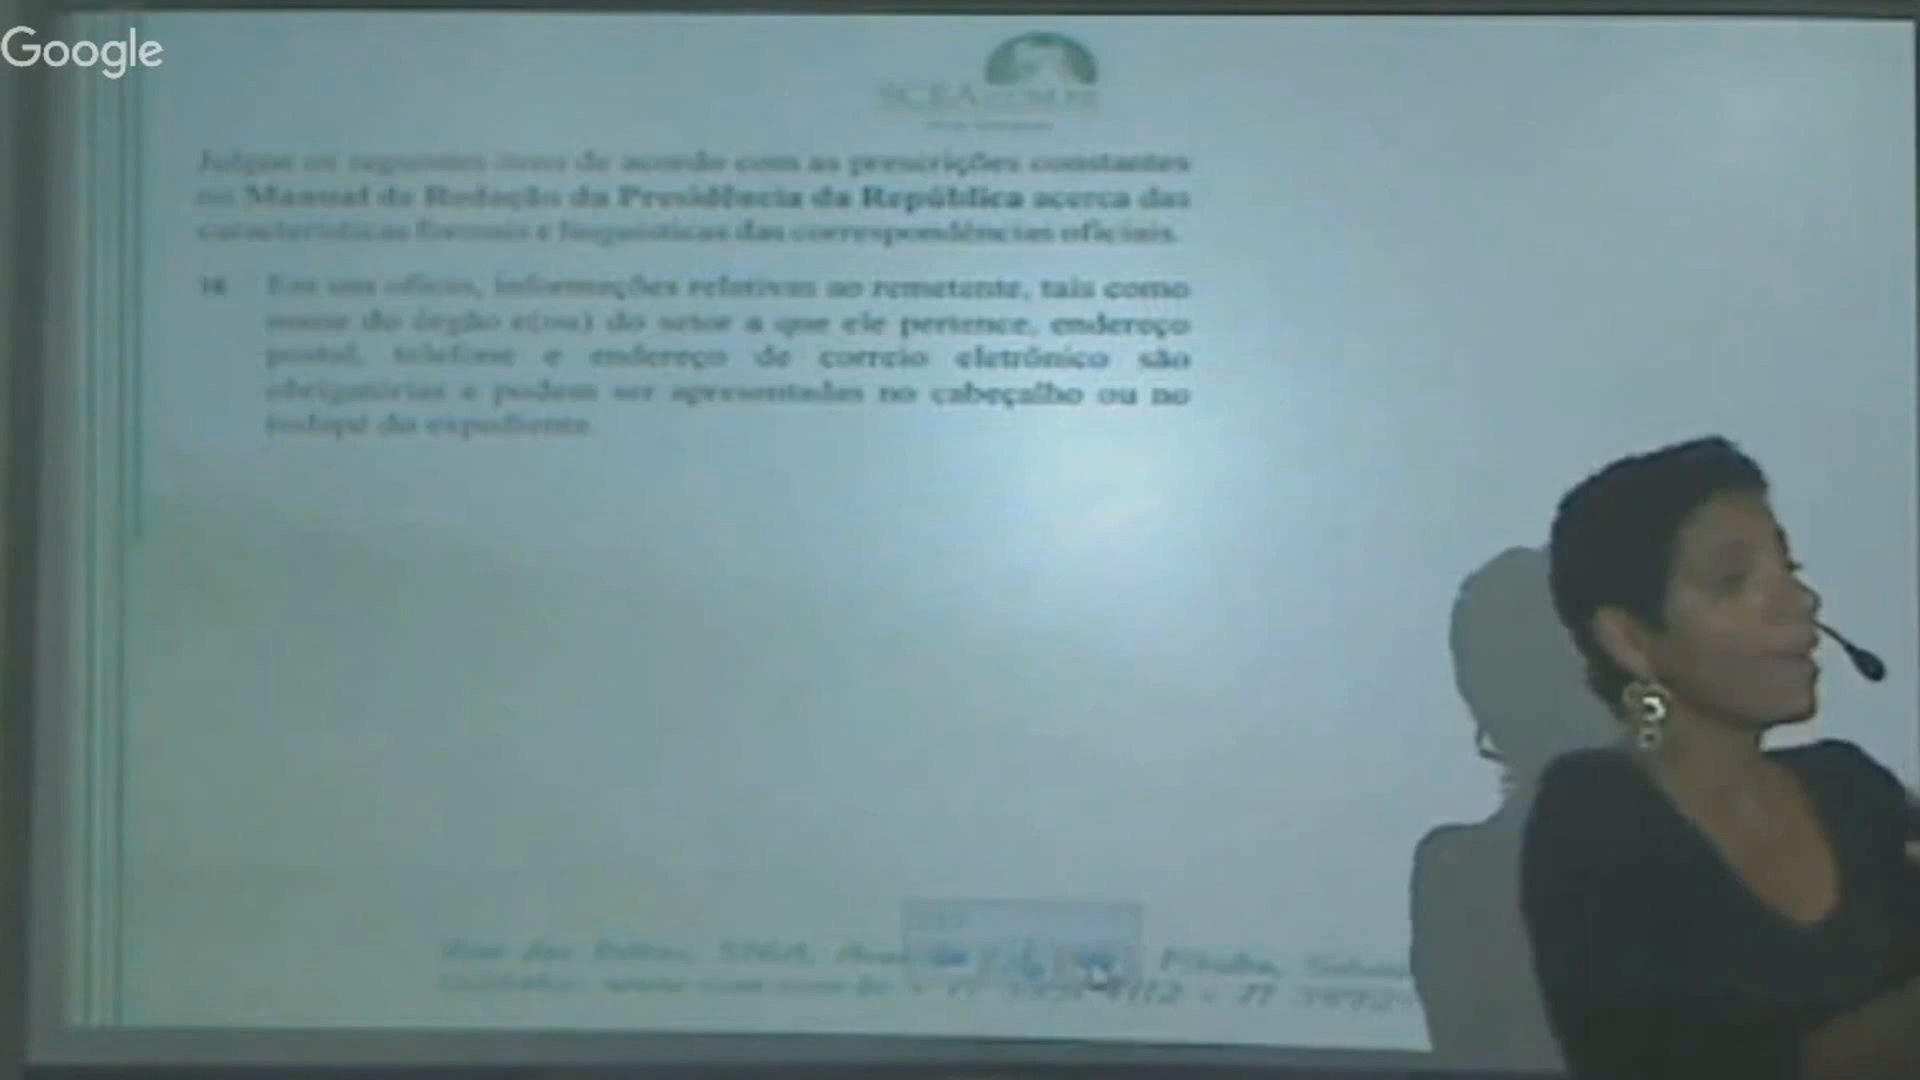 Google
Julgue os seguintes itens de acordo com as prescrições constantes
no Manual de Redação da Presidência da República acerca das
características formais e linguísticas das correspondências oficiais.
Em um ofício, informações relativas ao remetente, tais como
nome do órgão e(ou) do setor a que ele pertence, endereço
postal, telefone e endereço de correio eletrônico são
obrigatórias e podem ser apresentadas no cabeçalho ou no
rodapé do expediente.